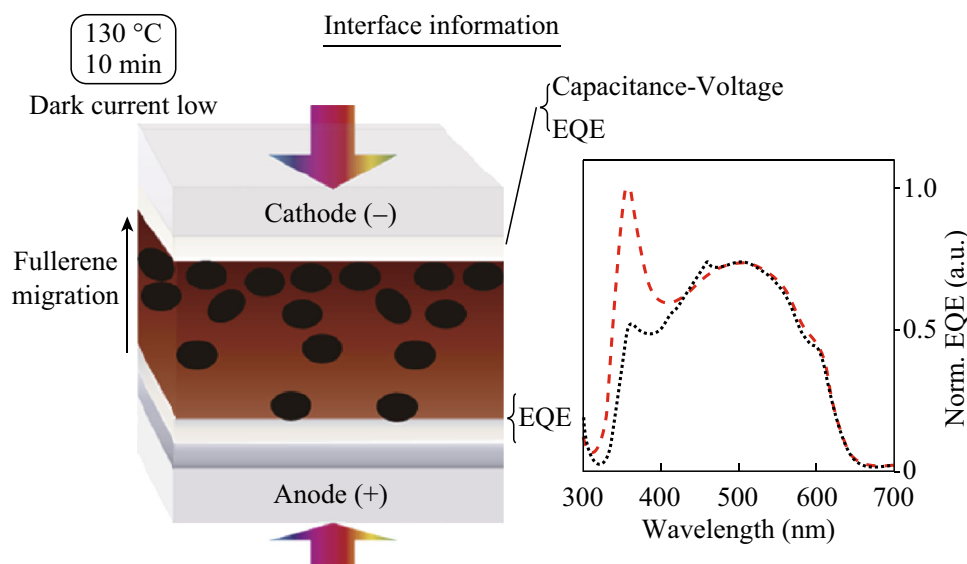 Interface information
130 °C
10 min
Dark current low
Capacitance-Voltage
EQE
Cathode (–)
Fullerene
migration
EQE
Anode (+)
1.0
0.5
0
Norm. EQE (a.u.)
300 400 500 600 700
Wavelength (nm)